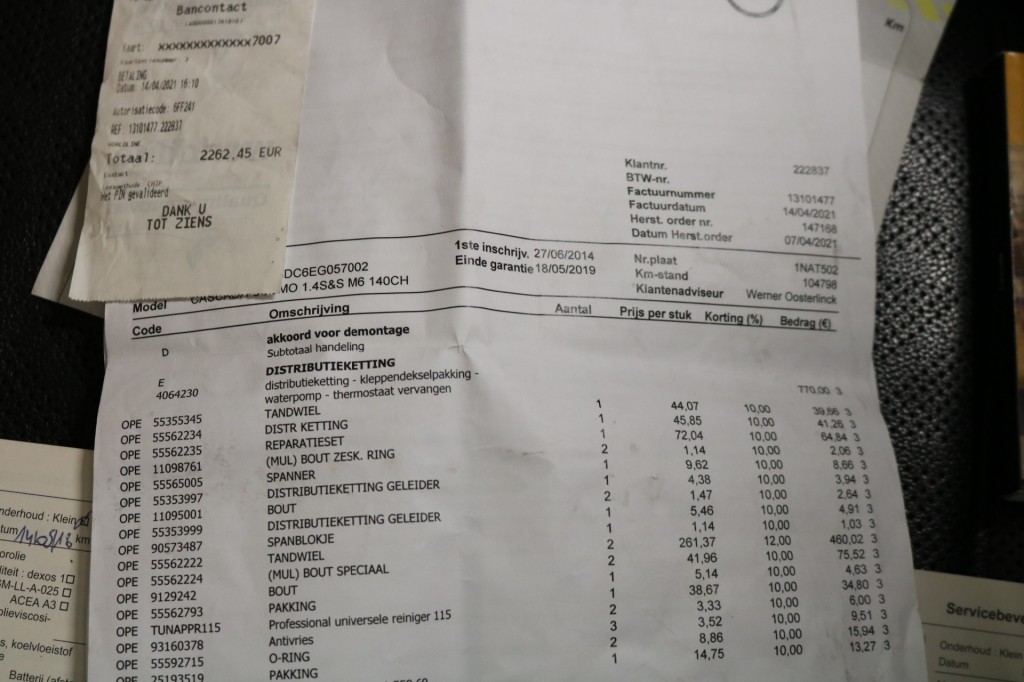 Bancontact
Kaart: xxxxxxxxxxxxx7007
BETALING
Datum: 14/04/2021 16:10
Autorisatiecode: 6FF241
REF: 13101477 222837
Totaal: 2262,45 EUR
Het PIN gevalideerd
DANK U
TOT ZIENS
Km
Klantnr. 222837
BTW-nr.
Factuurnummer 13101477
Factuurdatum 14/04/2021
Herst. order nr. 147168
Datum Herst.order 07/04/2021
DC6EG057002 1ste inschrijv. 27/06/2014 Nr.plaat 1NAT502
Einde garantie 18/05/2019 Km-stand 104798
Model MO 1.4S&S M6 140CH Klantenadviseur Werner Oosterlinck
Code Omschrijving Aantal Prijs per stuk Korting (%) Bedrag (€)
D akkoord voor demontage
Subtotaal handeling
E DISTRIBUTIEKETTING
4064230 distributieketting - kleppendekselpakking - 770,00 3
waterpomp - thermostaat vervangen
OPE 55355345 TANDWIEL 1 44,07 10,00 39,66 3
OPE 55562234 DISTR KETTING 1 45,85 10,00 41,26 3
OPE 55562235 REPARATIESET 1 72,04 10,00 64,84 3
OPE 11098761 (MUL) BOUT ZESK. RING 2 1,14 10,00 2,06 3
OPE 55565005 SPANNER 1 9,62 10,00 8,66 3
OPE 55353997 DISTRIBUTIEKETTING GELEIDER 1 4,38 10,00 3,94 3
OPE 11095001 BOUT 2 1,47 10,00 2,64 3
OPE 55353999 DISTRIBUTIEKETTING GELEIDER 1 5,46 10,00 4,91 3
OPE 90573487 SPANBLOKJE 1 1,14 10,00 1,03 3
OPE 55562222 TANDWIEL 2 261,37 12,00 460,02 3
OPE 55562224 (MUL) BOUT SPECIAAL 2 41,96 10,00 75,52 3
OPE 9129242 BOUT 1 5,14 10,00 4,63 3
OPE 55562793 PAKKING 1 38,67 10,00 34,80 3
OPE TUNAPPR115 Professional universele reiniger 115 2 3,33 10,00 6,00 3
OPE 93160378 Antivries 3 3,52 10,00 9,51 3
OPE 55592715 O-RING 2 8,86 10,00 15,94 3
OPE 25193519 PAKKING 1 14,75 10,00 13,27 3
nderhoud : Klein
tum km
orolie
liteit : dexos 1
GM-LL-A-025
ACEA A3
olieviscosi-
s, koelvloeistof
Batterij
Servicebewe
Onderhoud : Klein
Datum